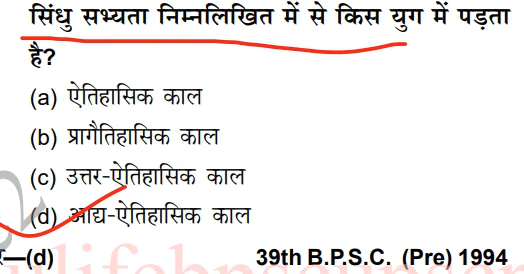 सिंधु सभ्यता निम्नलिखित में से किस युग में पड़ता
है?
(a) ऐतिहासिक काल
(b) प्रागैतिहासिक काल
(c) उत्तर-ऐतिहासिक काल
(d) आद्य-ऐतिहासिक काल
—(d) 39th B.P.S.C. (Pre) 1994